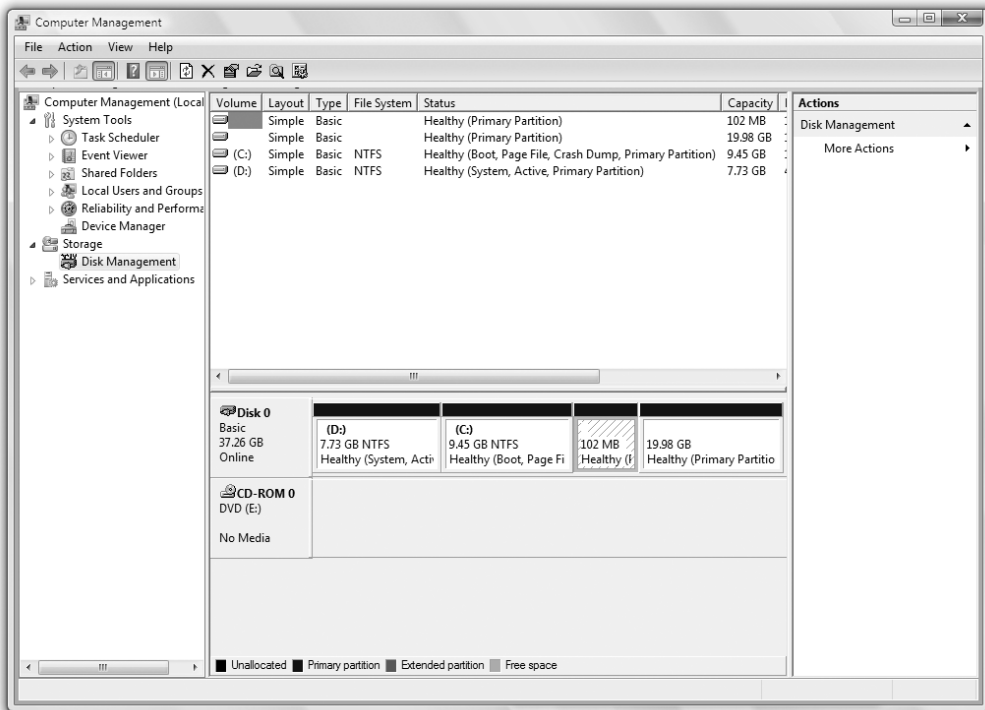 Computer Management
File Action View Help
Computer Management (Local
System Tools
Task Scheduler
Event Viewer
Shared Folders
Local Users and Groups
Reliability and Performa
Device Manager
Storage
Disk Management
Services and Applications
Volume Layout Type File System Status Capacity
Simple Basic Healthy (Primary Partition) 102 MB
Simple Basic Healthy (Primary Partition) 19.98 GB
(C:) Simple Basic NTFS Healthy (Boot, Page File, Crash Dump, Primary Partition) 9.45 GB
(D:) Simple Basic NTFS Healthy (System, Active, Primary Partition) 7.73 GB
Actions
Disk Management
More Actions
Disk 0
Basic
37.26 GB
Online
(D:)
7.73 GB NTFS
Healthy (System, Activ
(C:)
9.45 GB NTFS
Healthy (Boot, Page Fi
102 MB
Healthy (P
19.98 GB
Healthy (Primary Partitio
CD-ROM 0
DVD (E:)
No Media
Unallocated Primary partition Extended partition Free space